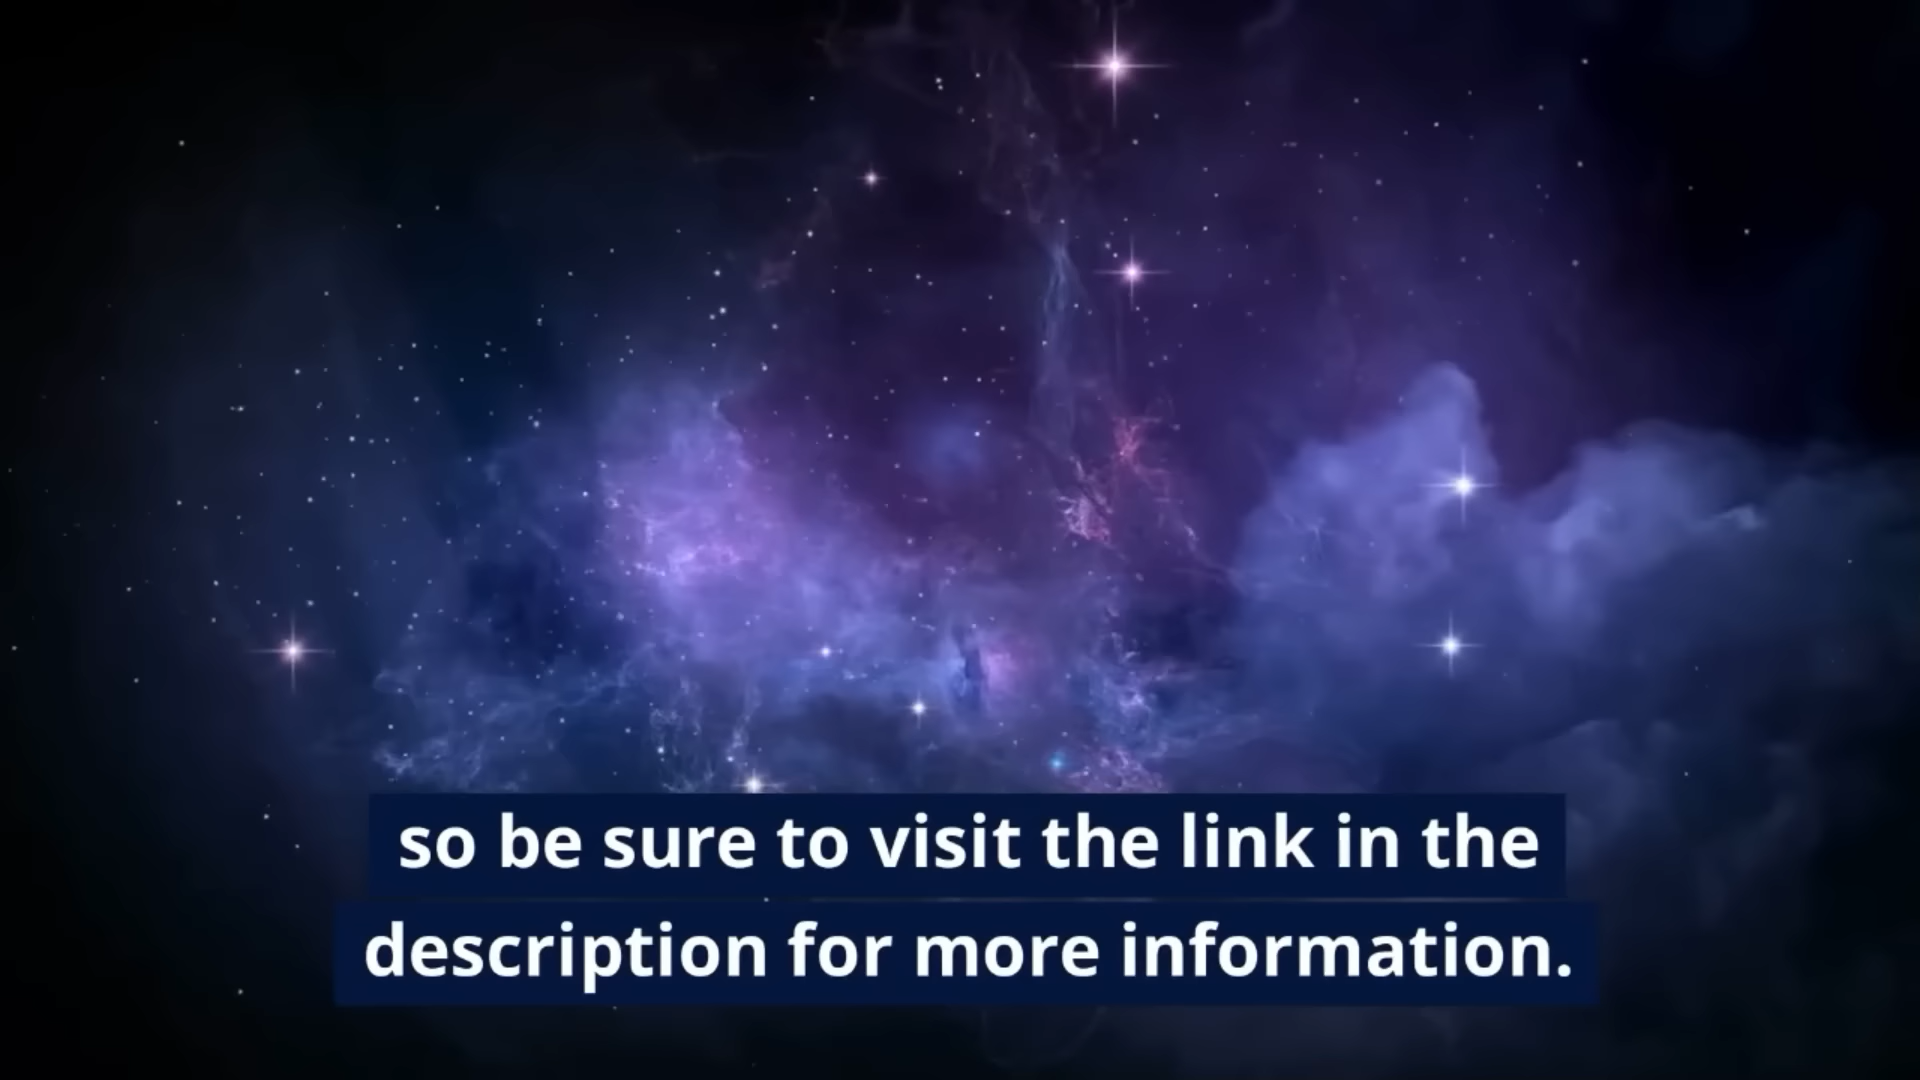 so be sure to visit the link in the
description for more information.